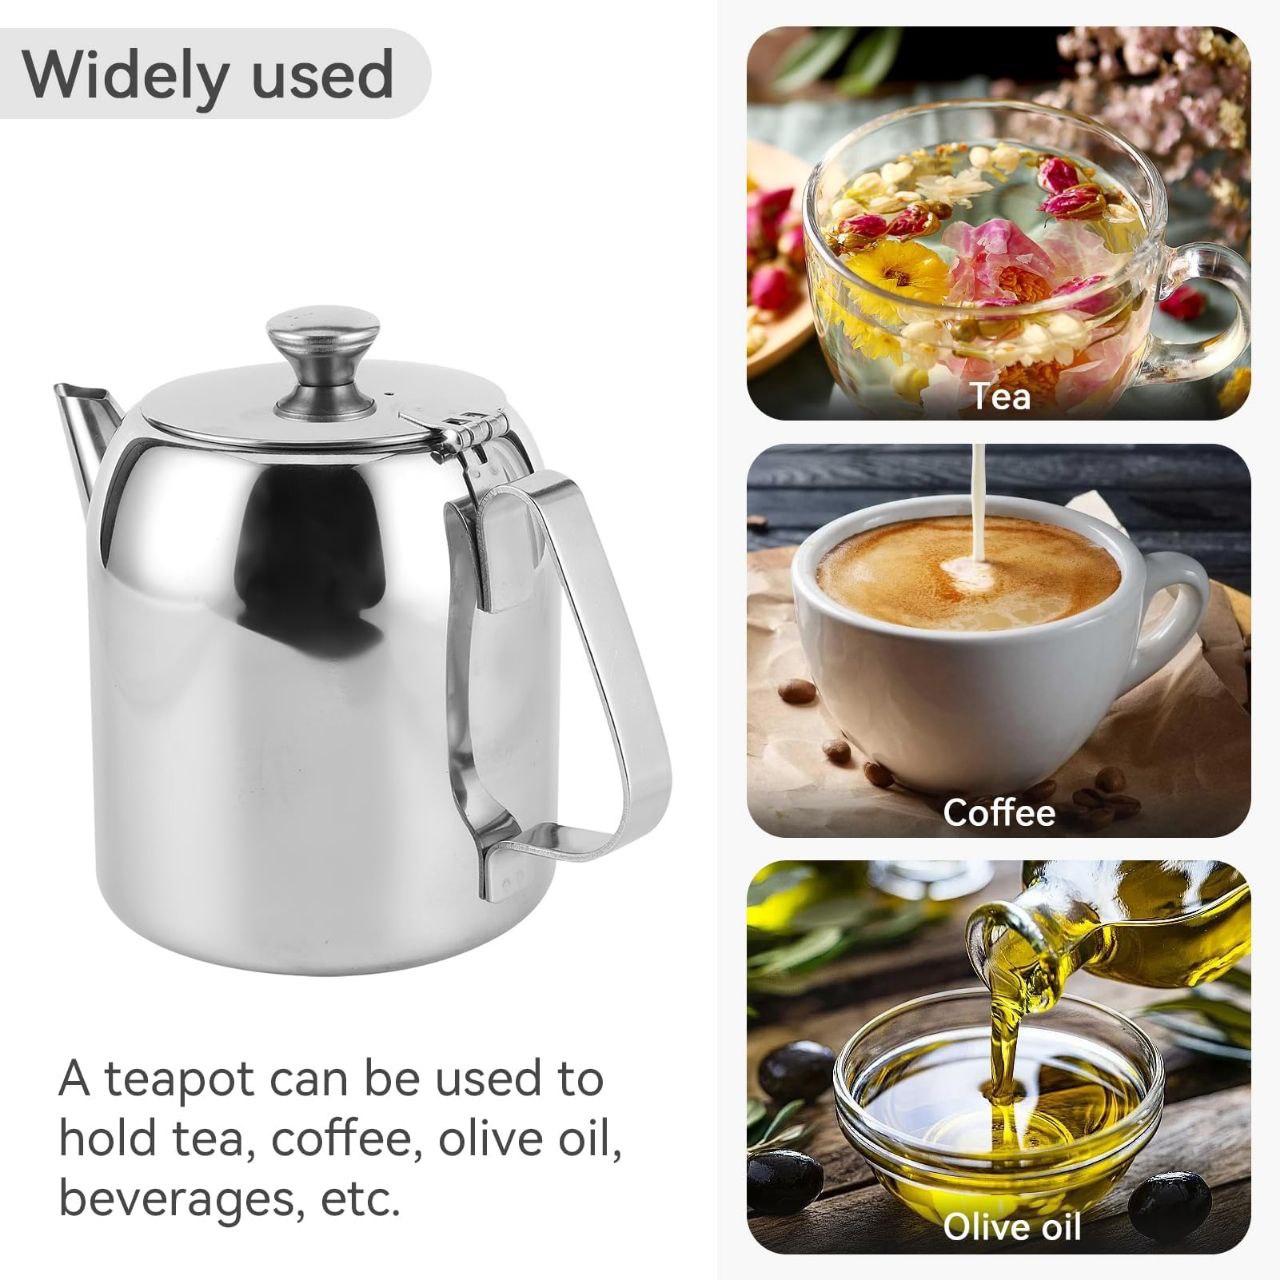 Widely used
Tea
Coffee
Olive oil
A teapot can be used to
hold tea, coffee, olive oil,
beverages, etc.